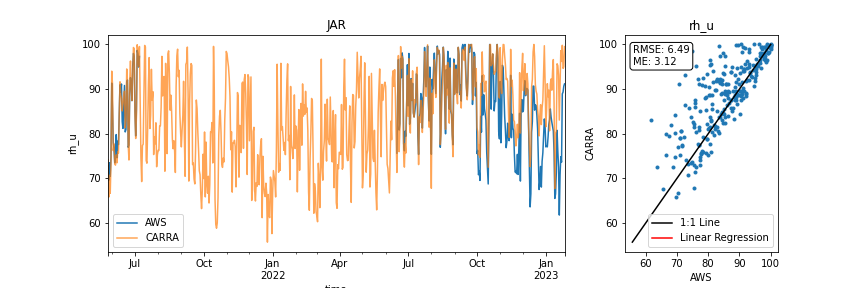 JAR
rh_u
100
90
80
70
60
rh_u
AWS
CARRA
Jul
Oct
Jan
2022
Apr
Jul
Oct
Jan
2023
time
rh_u
RMSE: 6.49
ME: 3.12
100
90
80
70
60
CARRA
1:1 Line
Linear Regression
60
70
80
90
100
AWS